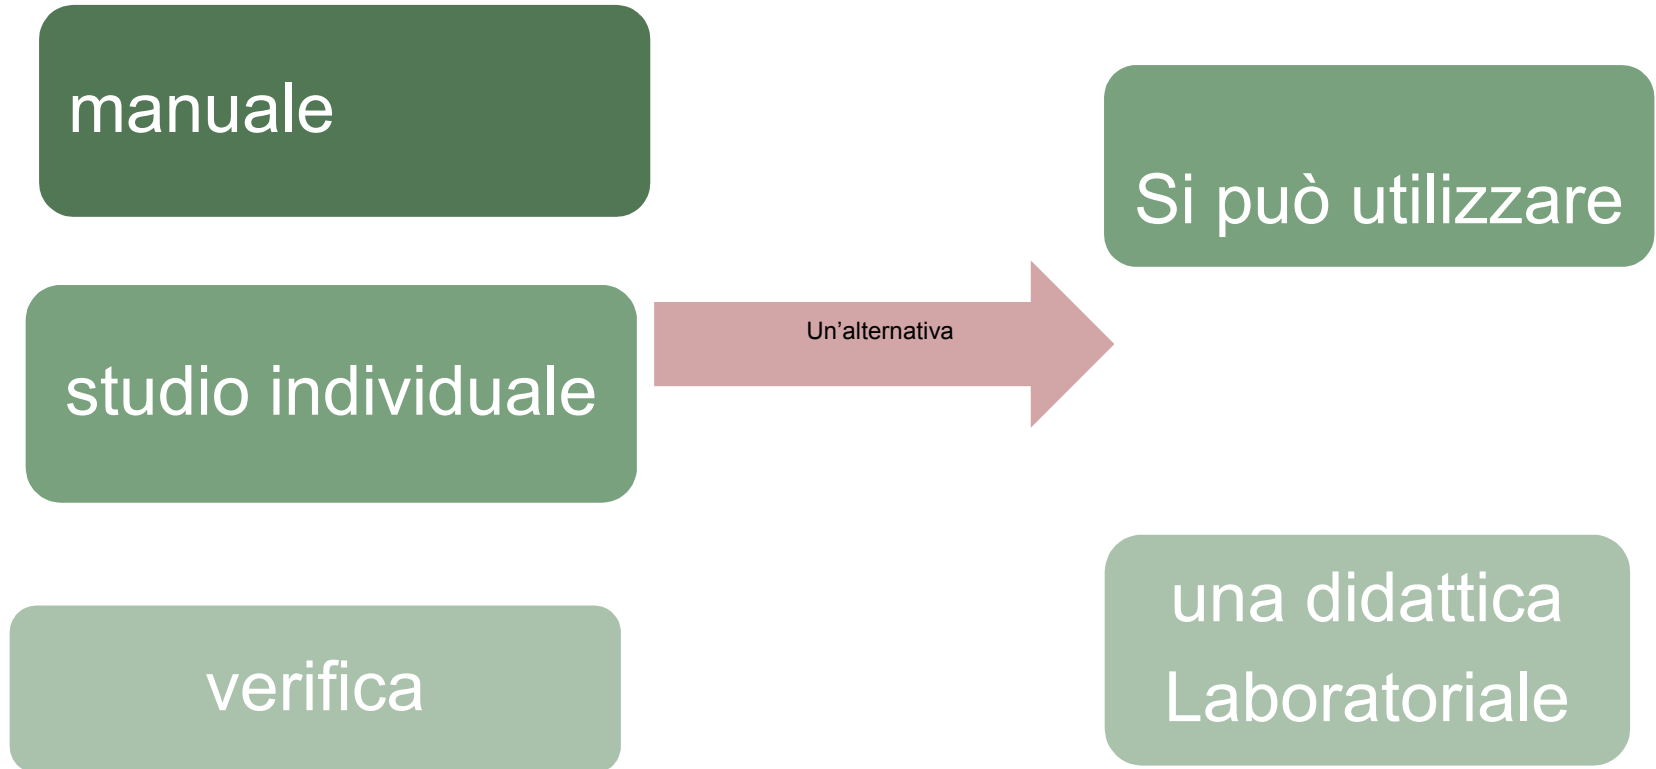 manuale
studio individuale
verifica
Un’alternativa
Si può utilizzare
una didattica
Laboratoriale